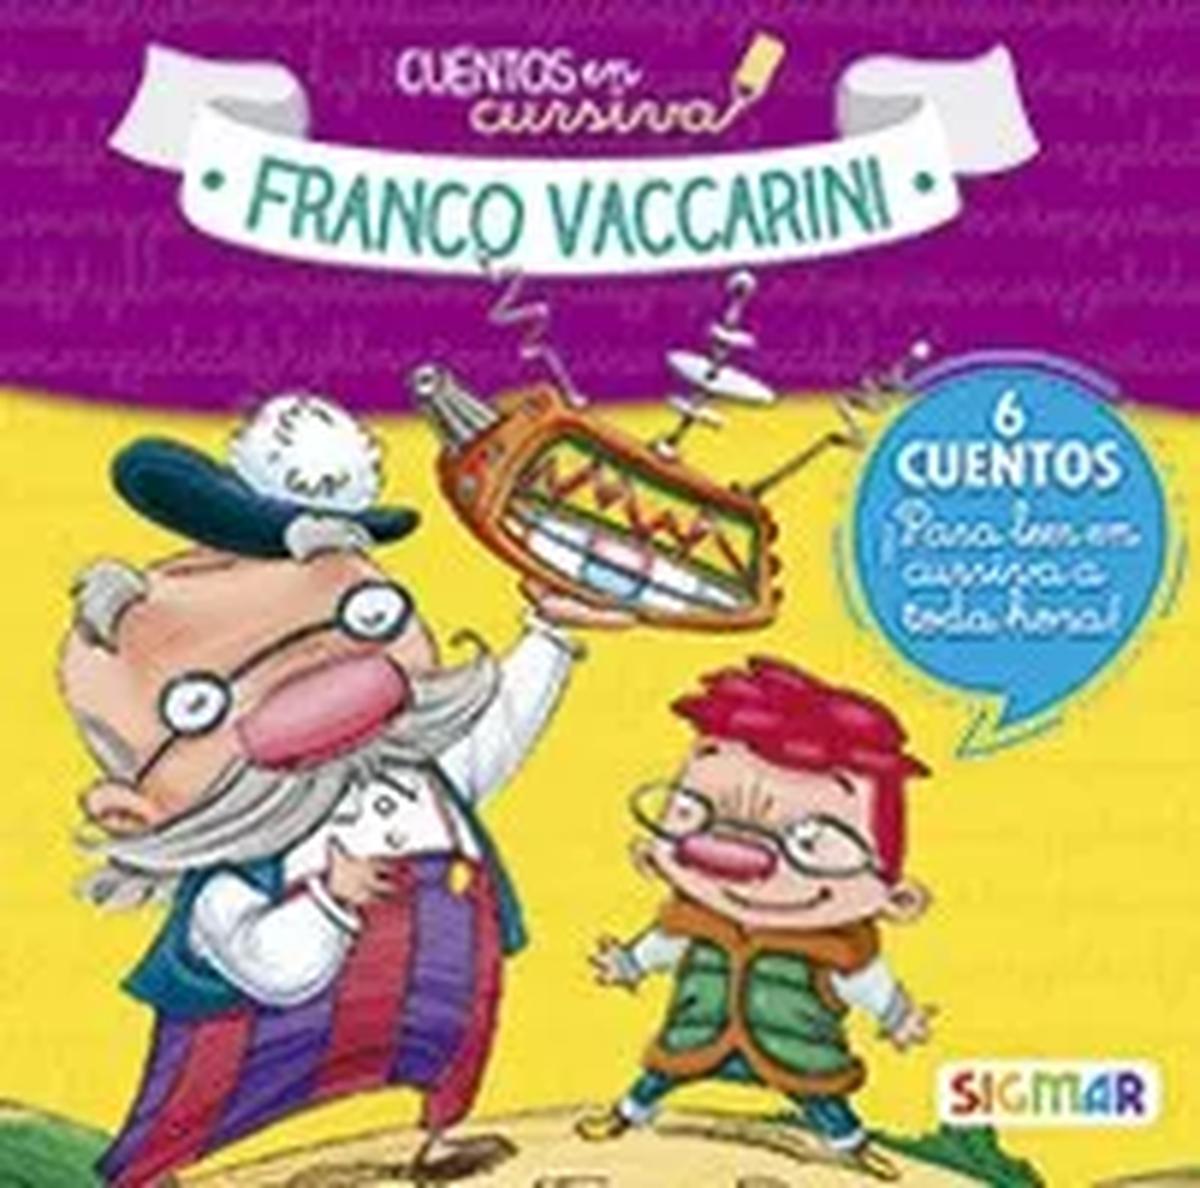 CUENTOS en
cursiva
• FRANCO VACCARINI •
6
CUENTOS
¡Para leer en
cursiva a
toda hora!
SIGMAR